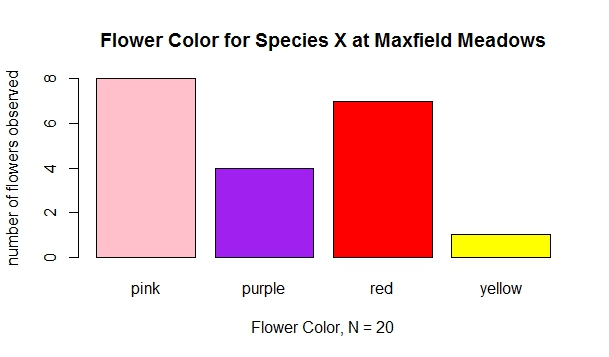 Flower Color for Species X at Maxfield Meadows
number of flowers observed
8
6
4
2
0
pink purple red yellow
Flower Color, N = 20